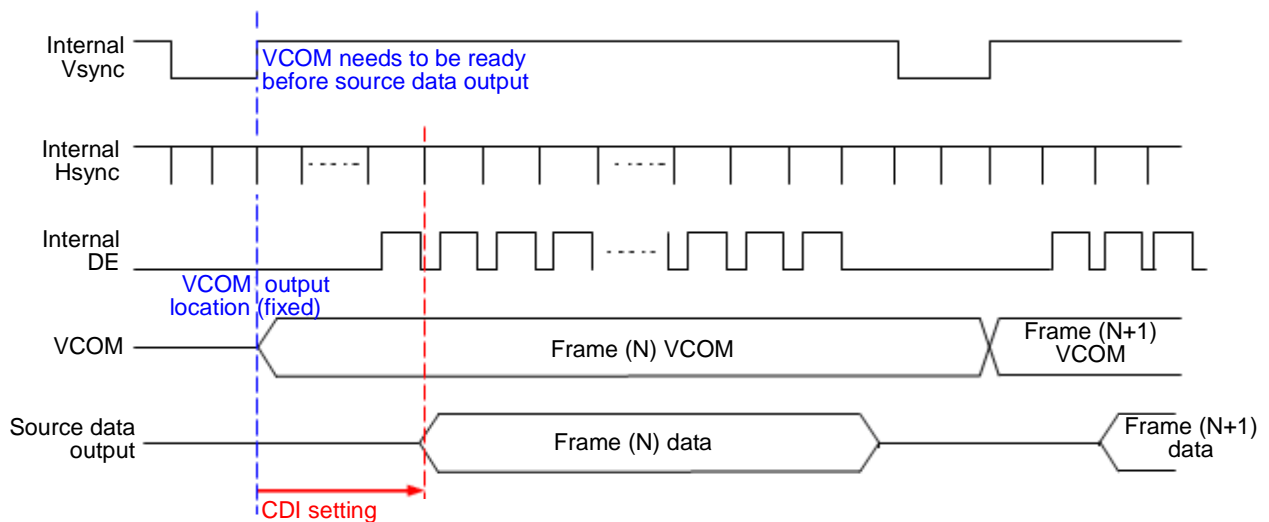 Internal
Vsync
VCOM needs to be ready
before source data output
Internal
Hsync
Internal
DE
VCOM output
location (fixed)
VCOM
Frame (N) VCOM
Frame (N+1)
VCOM
Source data
output
Frame (N) data
Frame (N+1)
data
CDI setting